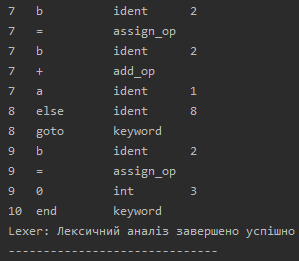 7 b ident 2
7 = assign_op
7 b ident 2
7 + add_op
7 a ident 1
8 else ident 8
8 goto keyword
9 b ident 2
9 = assign_op
9 0 int 3
10 end keyword
Lexer: Лексичний аналіз завершено успішно
------------------------------